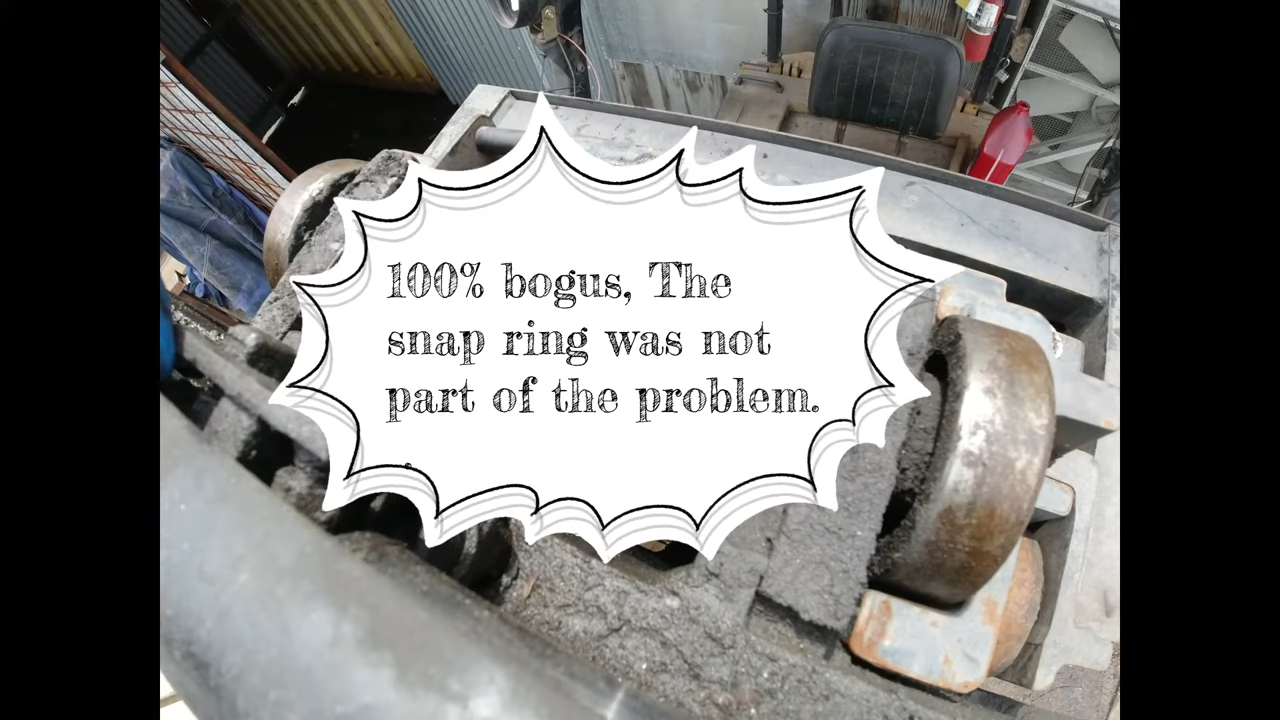 100% bogus, The
snap ring was not
part of the problem.